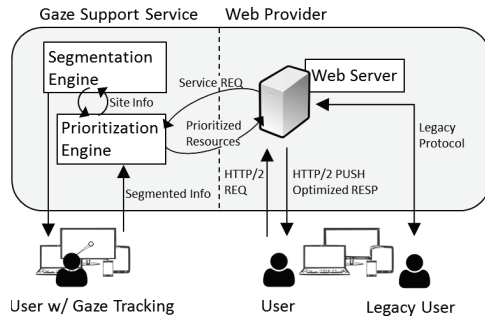 Gaze Support Service
Web Provider
Segmentation
Engine
Site Info
Prioritization
Engine
Service REQ
Prioritized
Resources
Web Server
Legacy
Protocol
Segmented Info
HTTP/2
REQ
HTTP/2 PUSH
Optimized RESP
User w/ Gaze Tracking
User
Legacy User